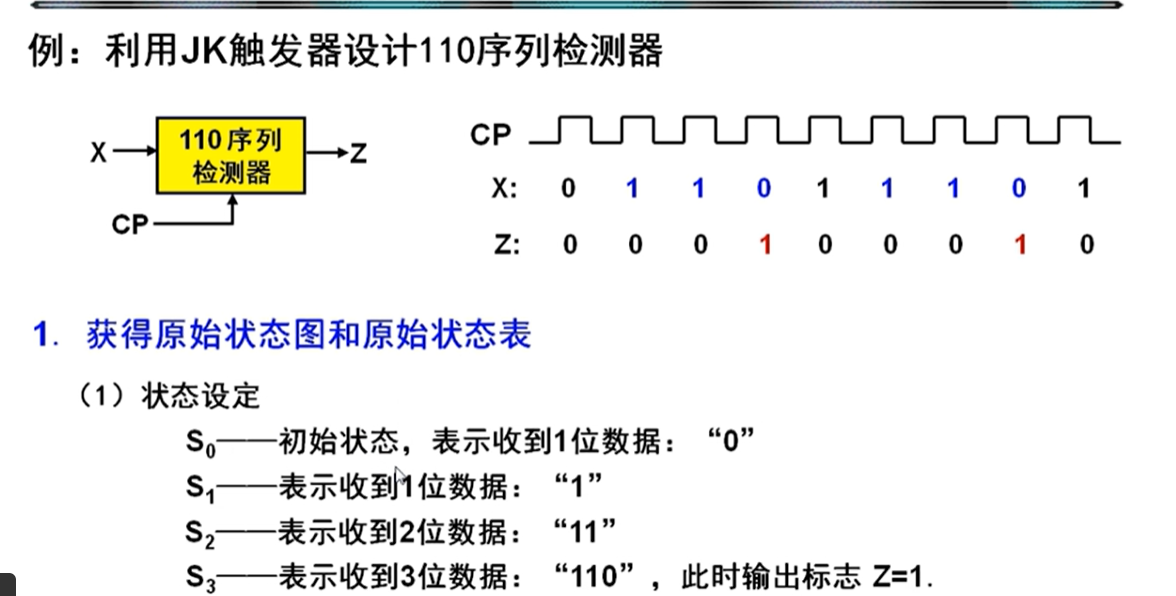 例：利用JK触发器设计110序列检测器
X
110序列
检测器
Z
CP
CP
X: 0 1 1 0 1 1 1 0 1
Z: 0 0 0 1 0 0 0 1 0
1. 获得原始状态图和原始状态表
（1）状态设定
S₀——初始状态，表示收到1位数据：“0”
S₁——表示收到1位数据：“1”
S₂——表示收到2位数据：“11”
S₃——表示收到3位数据：“110”，此时输出标志 Z=1.